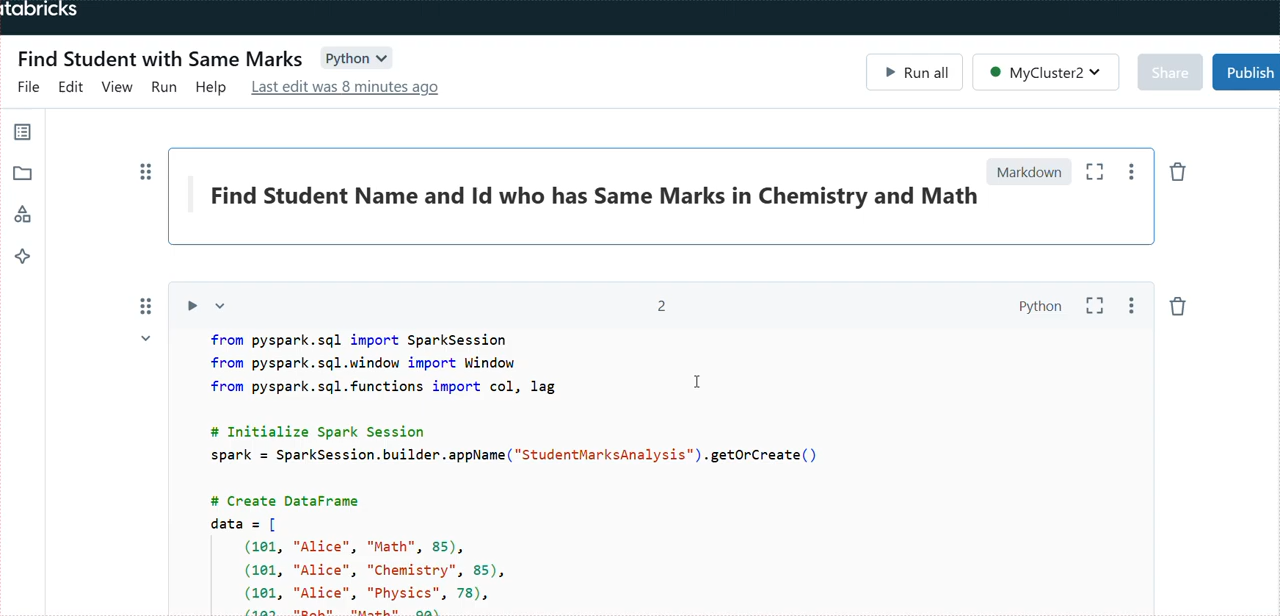 atabricks
Find Student with Same Marks Python
File Edit View Run Help Last edit was 8 minutes ago
Run all MyCluster2 Share Publish
Markdown
Find Student Name and Id who has Same Marks in Chemistry and Math
2 Python
from pyspark.sql import SparkSession
from pyspark.sql.window import Window
from pyspark.sql.functions import col, lag
# Initialize Spark Session
spark = SparkSession.builder.appName("StudentMarksAnalysis").getOrCreate()
# Create DataFrame
data = [
(101, "Alice", "Math", 85),
(101, "Alice", "Chemistry", 85),
(101, "Alice", "Physics", 78),
(102, "Bob", "Math", 90)